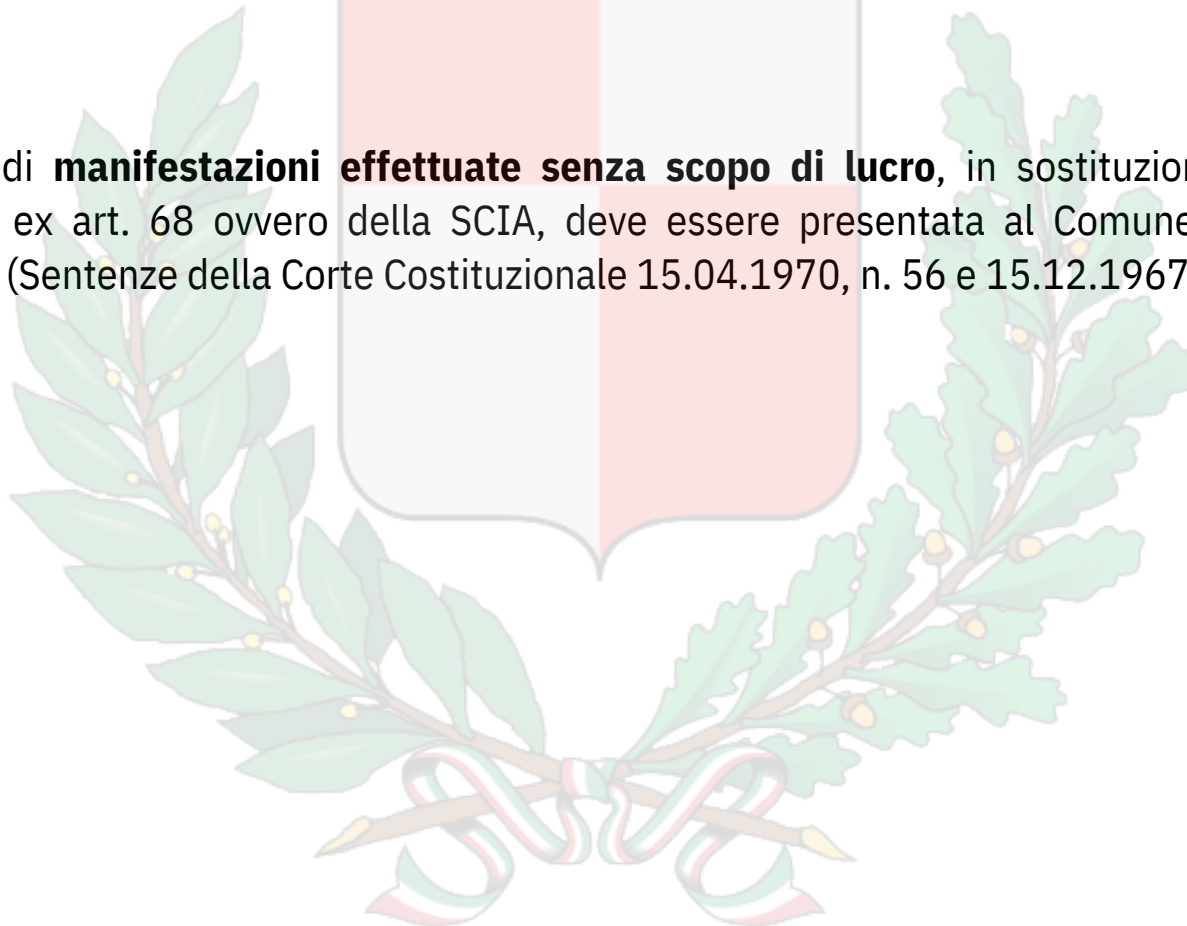 di manifestazioni effettuate senza scopo di lucro, in sostituzion
ex art. 68 ovvero della SCIA, deve essere presentata al Comune
(Sentenze della Corte Costituzionale 15.04.1970, n. 56 e 15.12.1967